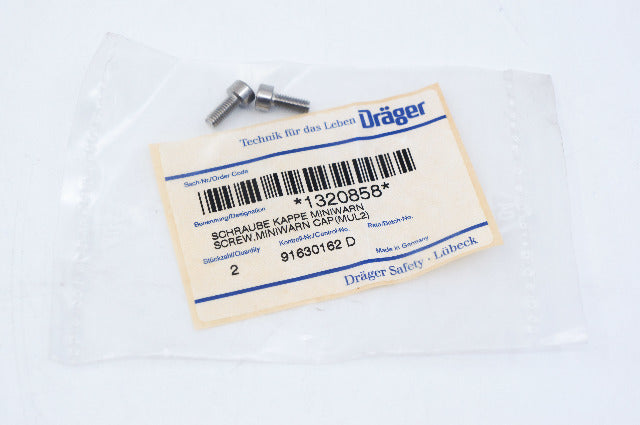 Technik für das Leben Dräger
Sach-Nr./Order Code
*1320858*
Benennung/Designation
SCHRAUBE KAPPE MINIWARN
SCREW,MINIWARN CAP(MUL2)
Stückzahl/Quantity Kontroll-Nr./Control-No. Rata/Batch-No.
2 91630162 D Made in Germany
Dräger Safety · Lübeck